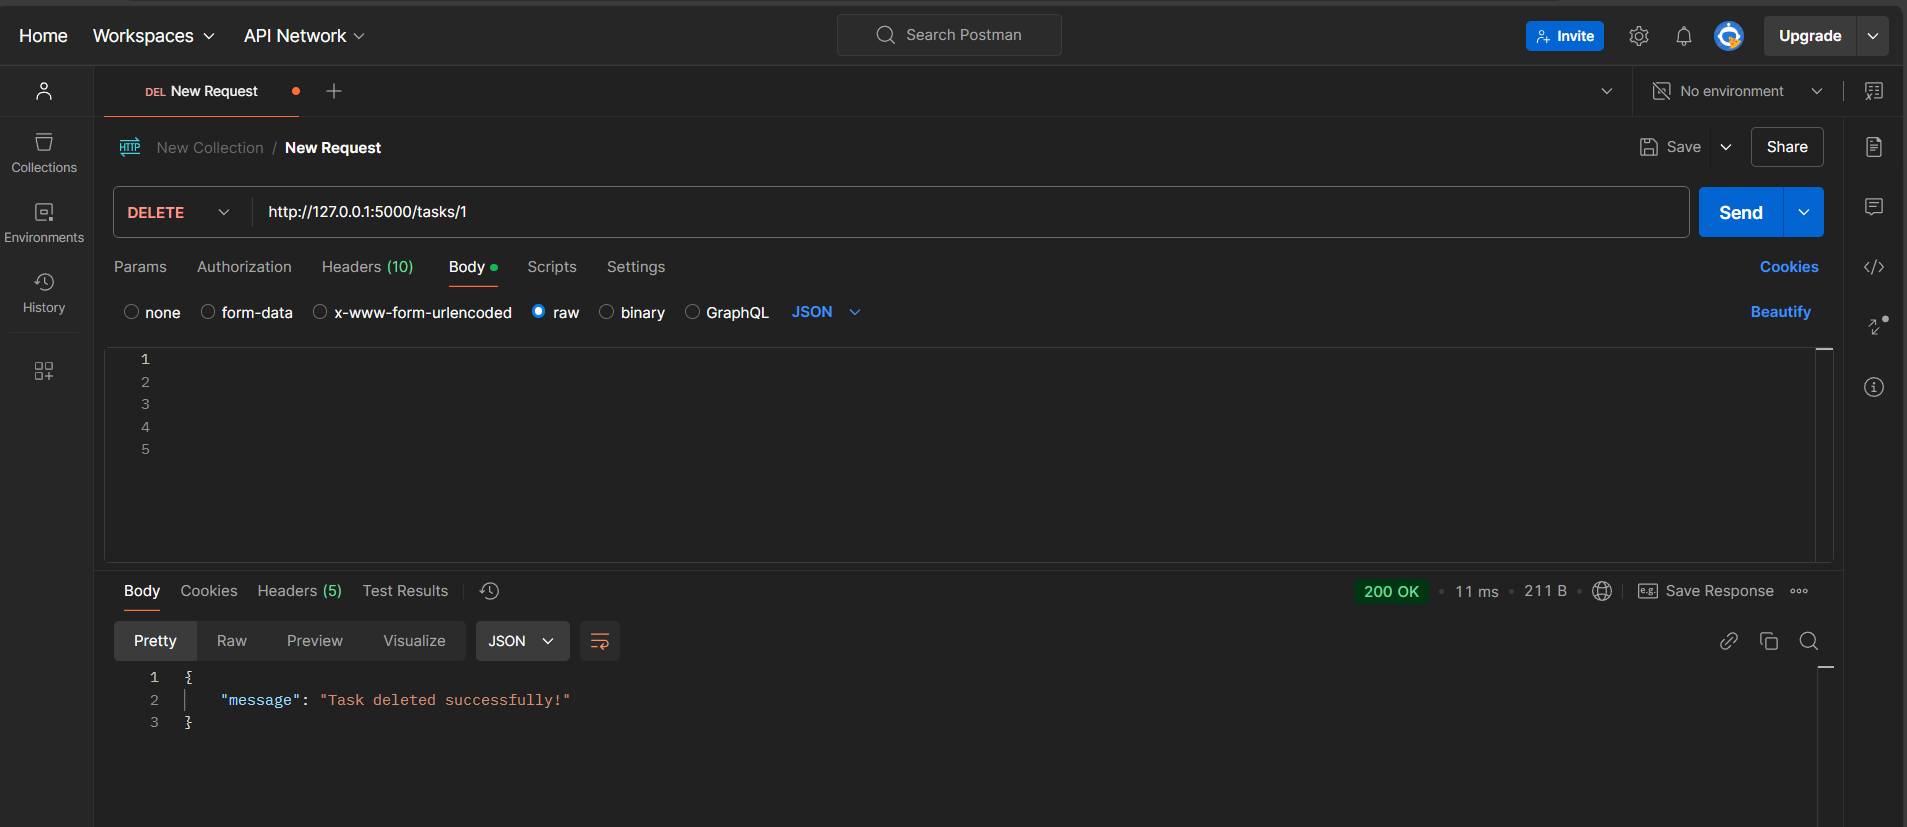 Home Workspaces API Network Search Postman Invite Upgrade
DEL New Request No environment
HTTP New Collection / New Request Save Share
Collections
DELETE http://127.0.0.1:5000/tasks/1 Send
Environments
Params Authorization Headers (10) Body Scripts Settings Cookies
History
none form-data x-www-form-urlencoded raw binary GraphQL JSON Beautify
1
2
3
4
5
Body Cookies Headers (5) Test Results 200 OK 11 ms 211 B e.g. Save Response
Pretty Raw Preview Visualize JSON
1 {
2 "message": "Task deleted successfully!"
3 }